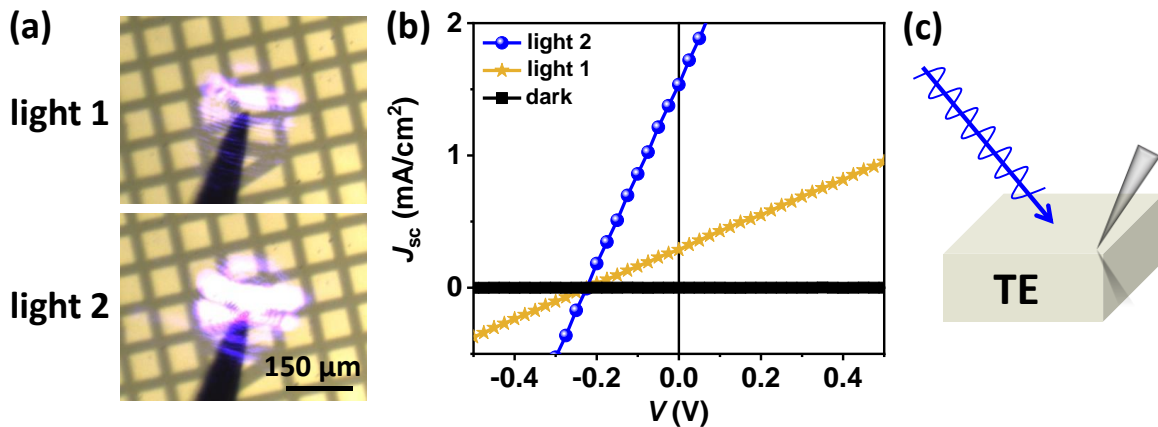 (a)
light 1
light 2
150 μm
(b)
light 2
light 1
dark
J_sc (mA/cm²)
2
1
0
-0.4 -0.2 0.0 0.2 0.4
V (V)
(c)
TE